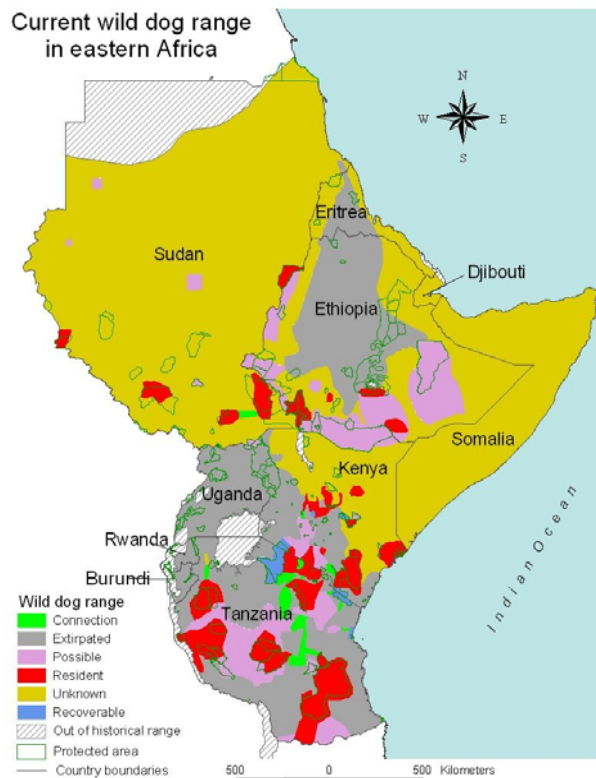 Current wild dog range
in eastern Africa
N
W E
S
Eritrea
Sudan
Djibouti
Ethiopia
Somalia
Kenya
Uganda
Rwanda
Burundi
Tanzania
Indian Ocean
Wild dog range
Connection
Extirpated
Possible
Resident
Unknown
Recoverable
Out of historical range
Protected area
Country boundaries
500 0 500 Kilometers